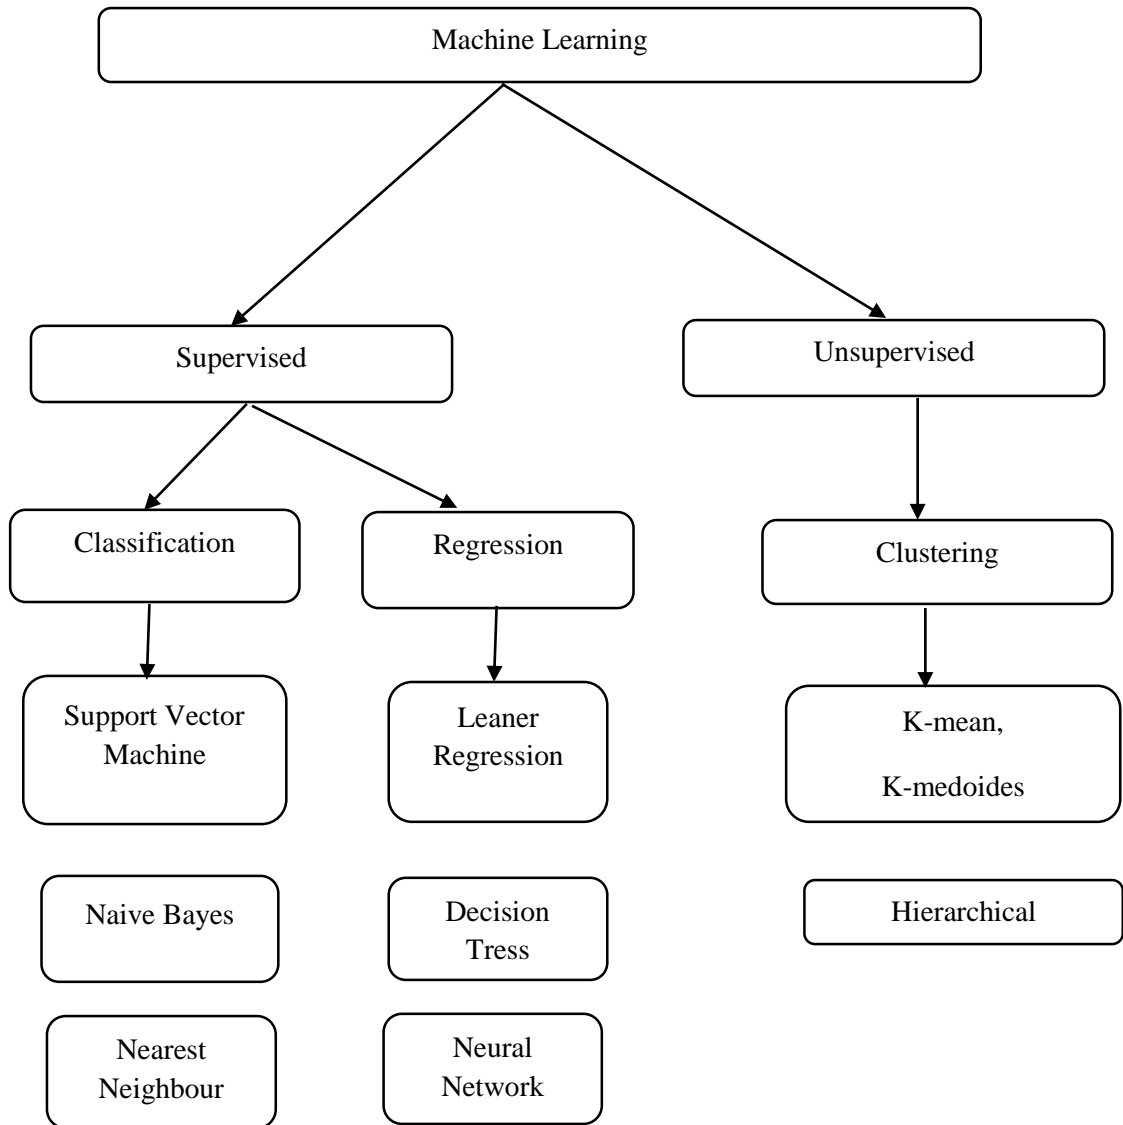 Machine Learning
Supervised
Unsupervised
Classification
Regression
Clustering
Support Vector
Machine
Leaner
Regression
K-mean,
K-medoides
Naive Bayes
Decision
Tress
Hierarchical
Nearest
Neighbour
Neural
Network